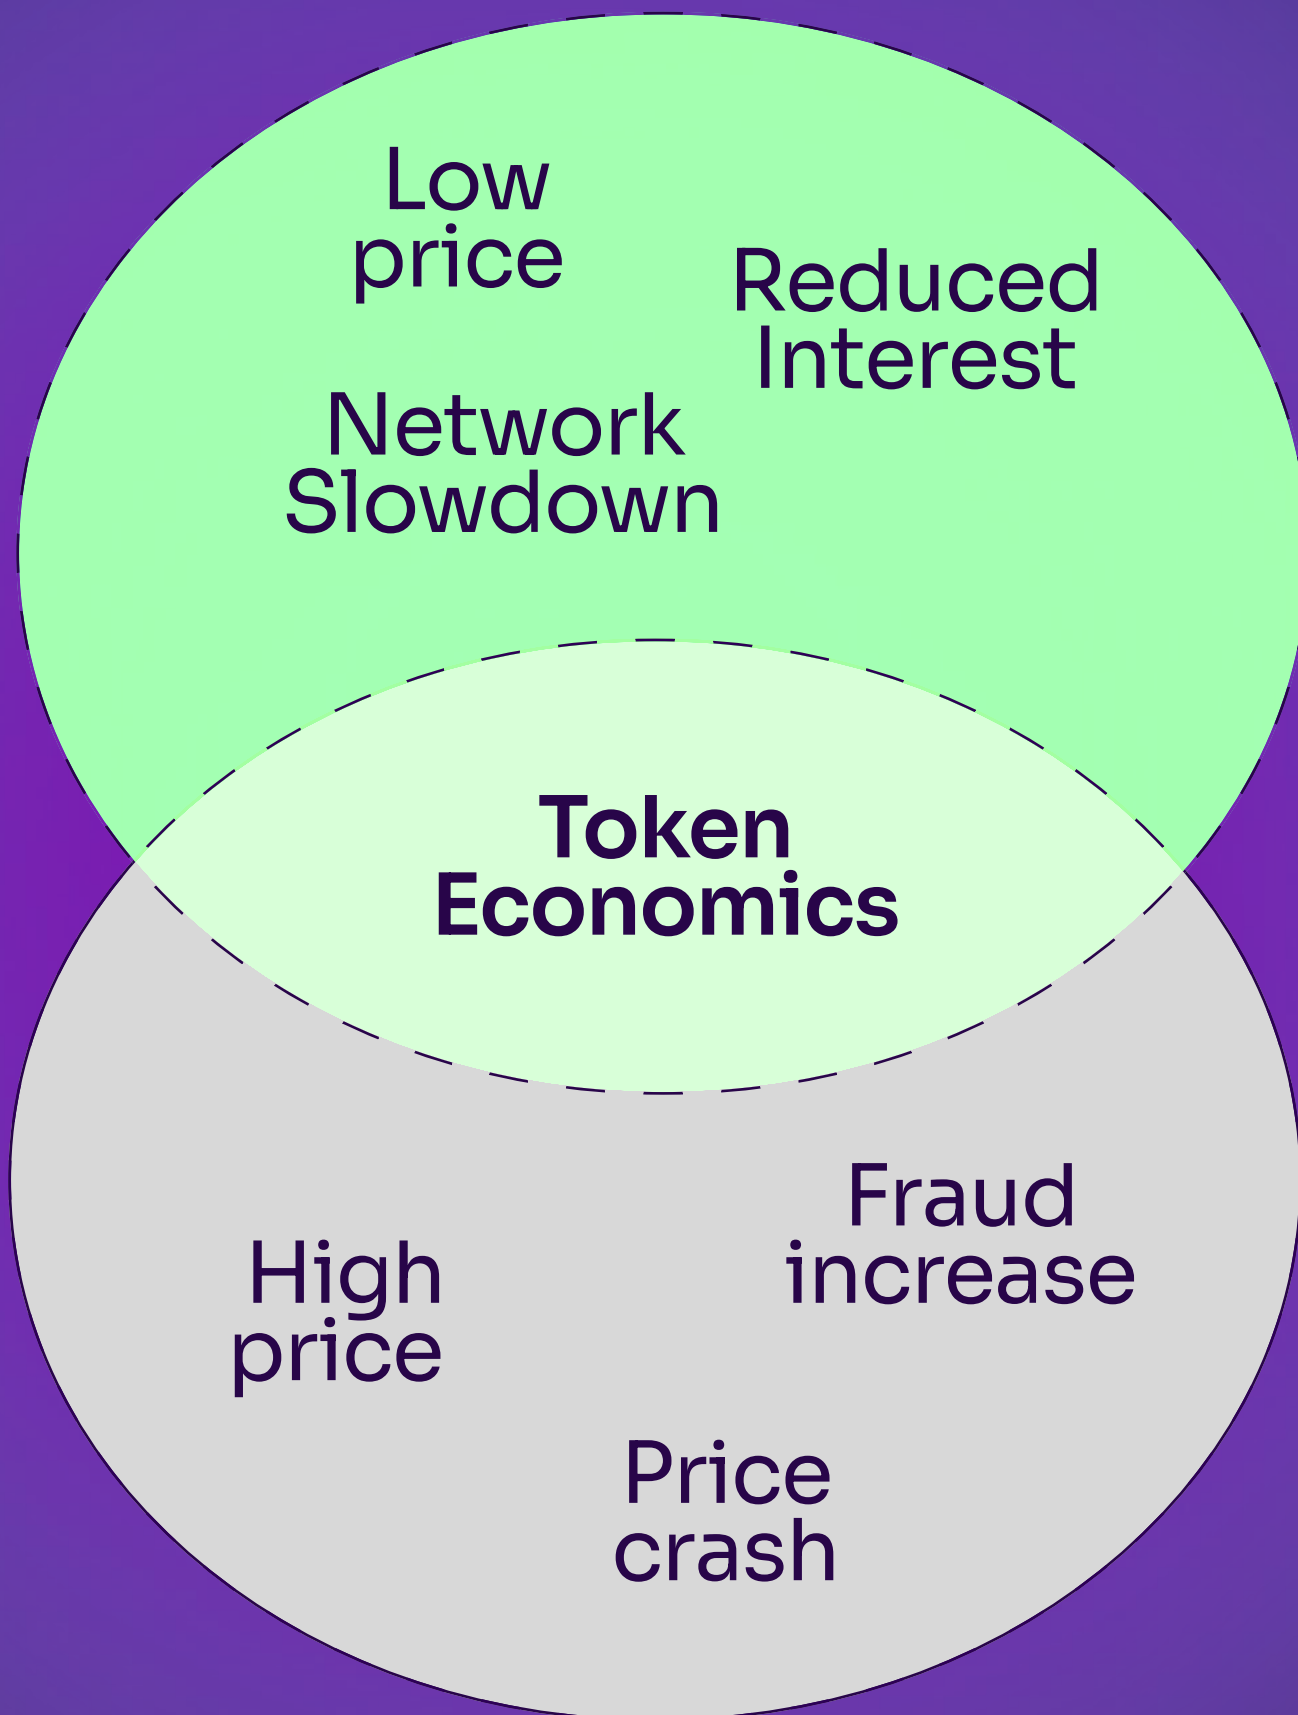 Low
price
Reduced
Interest
Network
Slowdown
Token
Economics
Fraud
increase
High
price
Price
crash